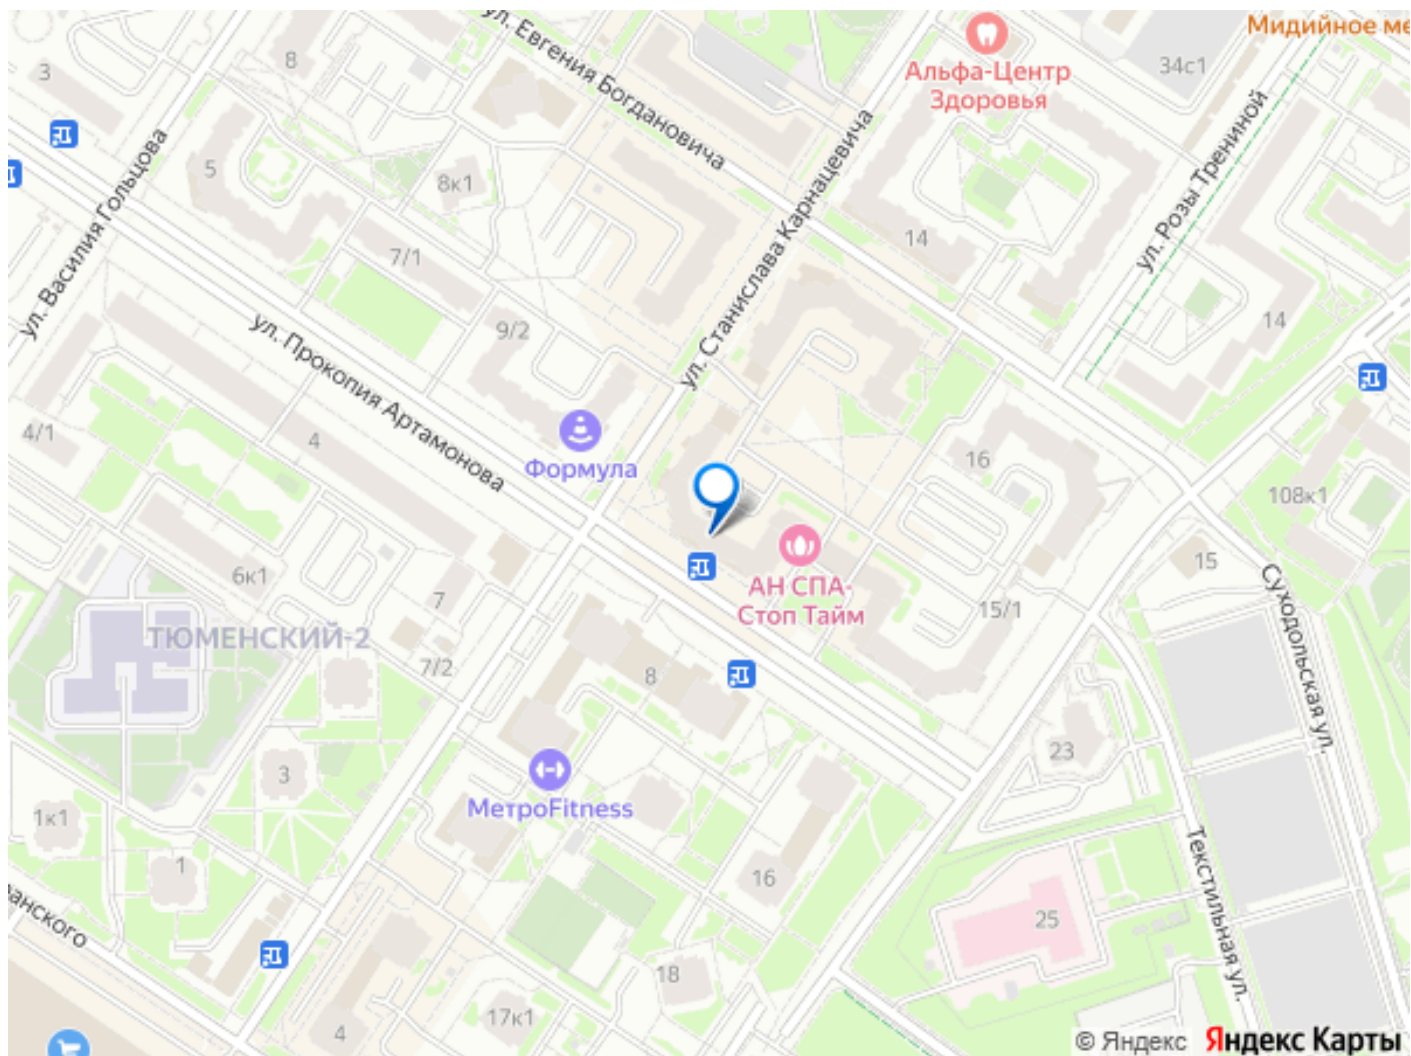 Мидийное ме
ул. Евгения Богдановича
8
3
Альфа-Центр
Здоровья
34с1
ул. Станислава Карнацевича
ул. Розы Трениной
ул. Василия Гольцова
5
8к1
7/1
14
9/2
14
ул. Прокопия Артамонова
4/1
4
Формула
16
108к1
АН СПА-
Стоп Тайм
15
6к1
7
15/1
Суходольская ул.
ТЮМЕНСКИЙ-2
7/2
8
23
3
МетроFitness
1к1
1
16
Текстильная ул.
25
анского
18
17к1
4
© Яндекс Яндекс Карты